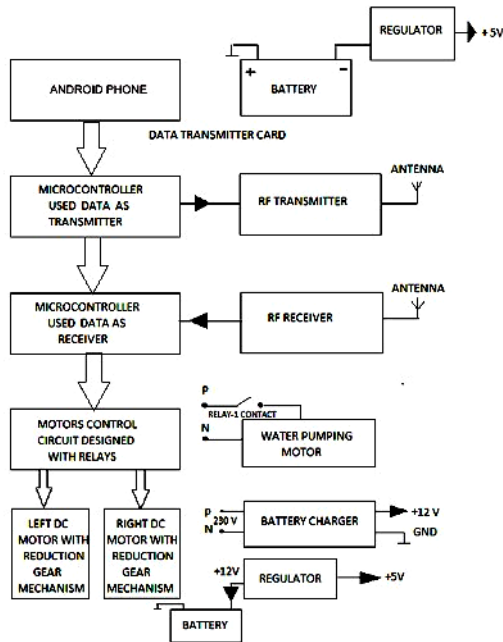 REGULATOR
+ 5V
+
–
BATTERY
ANDROID PHONE
DATA TRANSMITTER CARD
MICROCONTROLLER
USED DATA AS
TRANSMITTER
RF TRANSMITTER
ANTENNA
MICROCONTROLLER
USED DATA AS
RECEIVER
RF RECEIVER
ANTENNA
MOTORS CONTROL
CIRCUIT DESIGNED
WITH RELAYS
P
RELAY-1 CONTACT
N
WATER PUMPING
MOTOR
LEFT DC
MOTOR WITH
REDUCTION
GEAR
MECHANISM
RIGHT DC
MOTOR WITH
REDUCTION
GEAR
MECHANISM
P
230 V
N
BATTERY CHARGER
+12 V
GND
+12V
REGULATOR
+5V
BATTERY